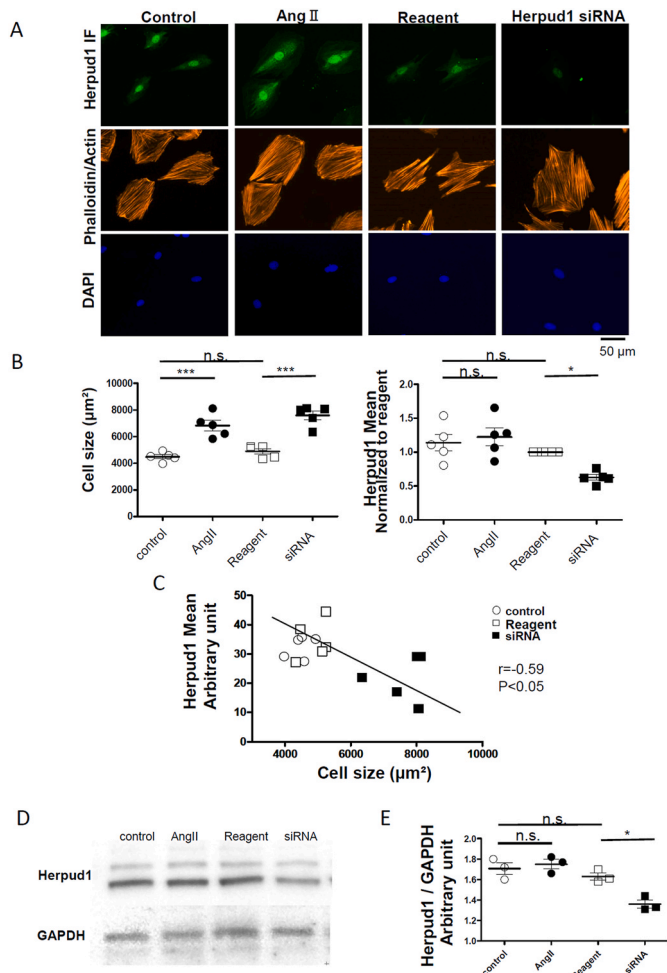 A
Control
Ang Ⅱ
Reagent
Herpud1 siRNA
Herpud1 IF
Phalloidin/Actin
DAPI
50 µm
B
n.s.
***
***
Cell size (µm²)
10000
8000
6000
4000
2000
0
control
AngII
Reagent
siRNA
n.s.
n.s.
*
Herpud1 Mean
Normalized to reagent
2.0
1.5
1.0
0.5
0.0
control
AngII
Reagent
siRNA
C
Herpud1 Mean
Arbitrary unit
50
40
30
20
10
0
4000
6000
8000
10000
Cell size (µm²)
control
Reagent
siRNA
r=-0.59
P<0.05
D
control
AngII
Reagent
siRNA
Herpud1
GAPDH
E
n.s.
n.s.
*
Herpud1 / GAPDH
Arbitrary unit
2.0
1.8
1.6
1.4
1.2
control
AngII
Reagent
siRNA